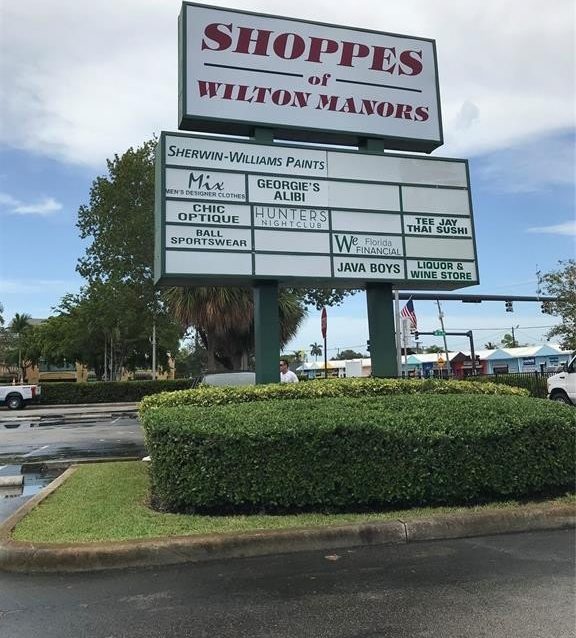 SHOPPES
of
WILTON MANORS
SHERWIN-WILLIAMS PAINTS
Mix
MEN'S DESIGNER CLOTHES
GEORGIE'S
ALIBI
CHIC
OPTIQUE
HUNTERS
NIGHTCLUB
TEE JAY
THAI SUSHI
BALL
SPORTSWEAR
We Florida
FINANCIAL
JAVA BOYS
LIQUOR &
WINE STORE